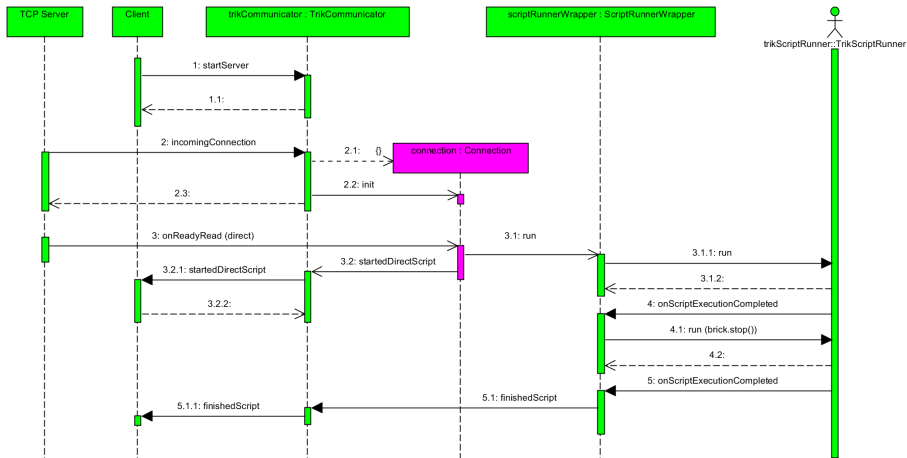 TCP Server
Client
trikCommunicator : TrikCommunicator
scriptRunnerWrapper : ScriptRunnerWrapper
trikScriptRunner::TrikScriptRunner
1: startServer
1.1:
2: incomingConnection
2.1: {}
connection : Connection
2.2: init
2.3:
3: onReadyRead (direct)
3.1: run
3.1.1: run
3.2: startedDirectScript
3.2.1: startedDirectScript
3.1.2:
3.2.2:
4: onScriptExecutionCompleted
4.1: run (brick.stop())
4.2:
5: onScriptExecutionCompleted
5.1: finishedScript
5.1.1: finishedScript